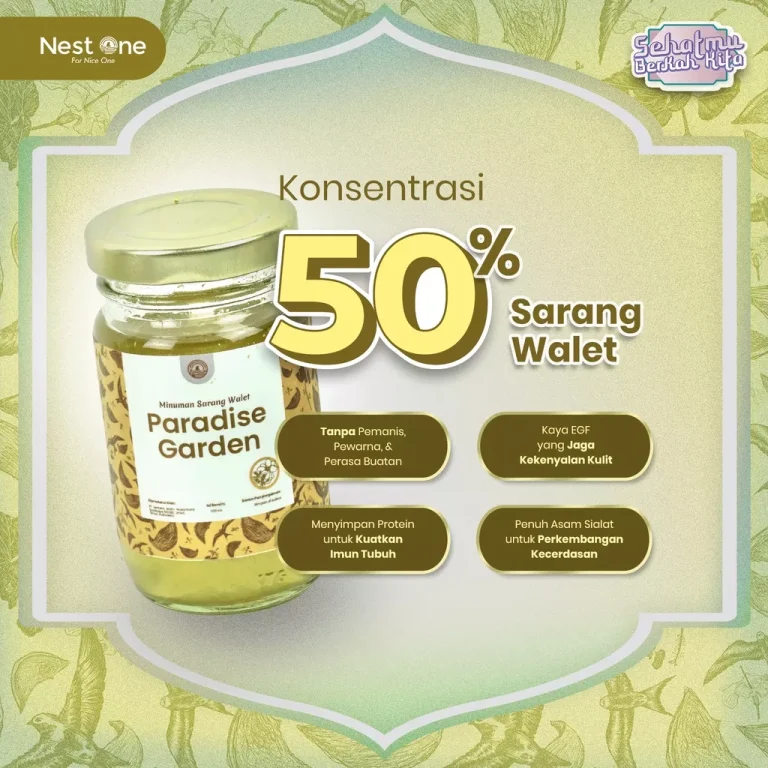 Nest One
For Nice One
Sehatmu
Berkah Kita
Konsentrasi
50%
Sarang
Walet
Minuman Sarang Walet
Paradise
Garden
Tanpa Pemanis,
Pewarna, &
Perasa Buatan
Kaya EGF
yang Jaga
Kekenyalan Kulit
Menyimpan Protein
untuk Kuatkan
Imun Tubuh
Penuh Asam Sialat
untuk Perkembangan
Kecerdasan